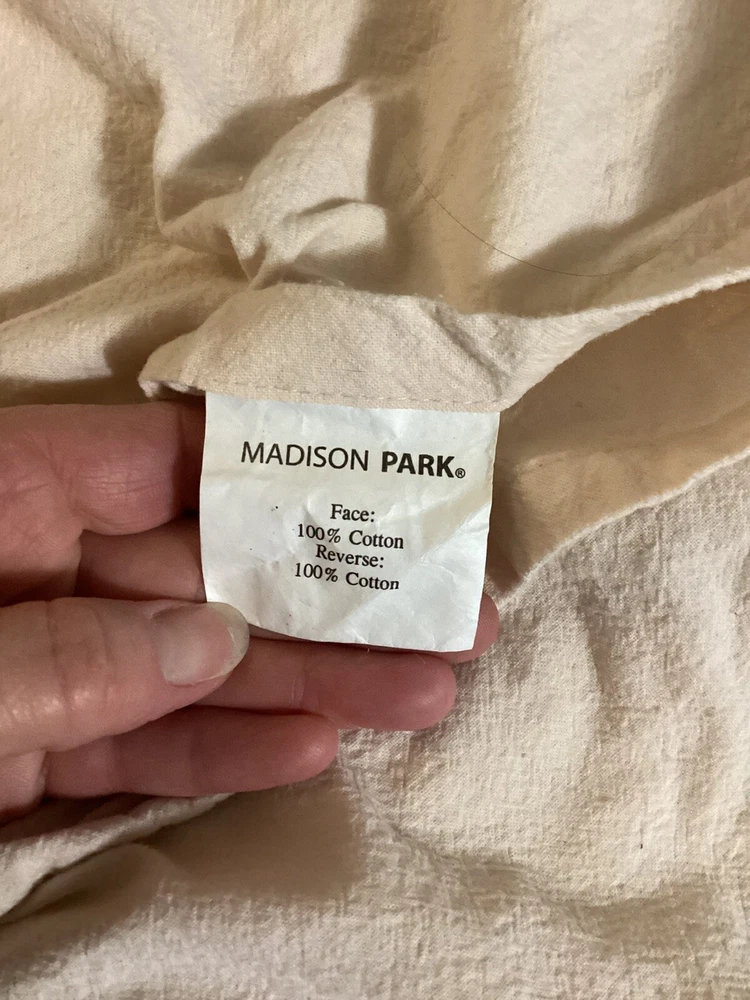 MADISON PARK®
Face:
100% Cotton
Reverse:
100% Cotton